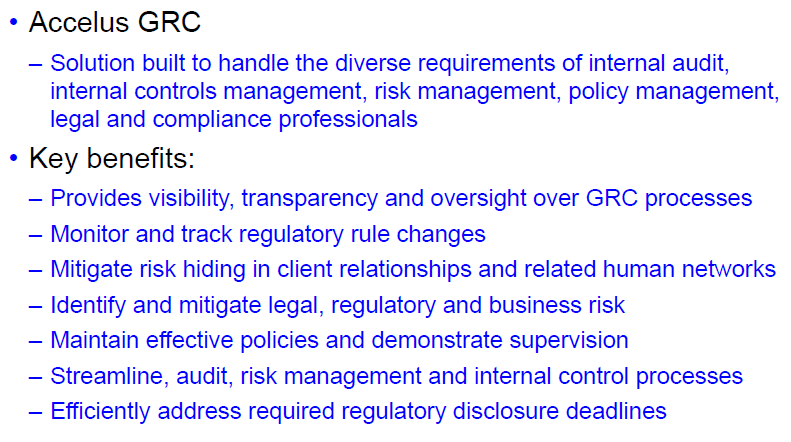 • Accelus GRC
– Solution built to handle the diverse requirements of internal audit,
internal controls management, risk management, policy management,
legal and compliance professionals
• Key benefits:
– Provides visibility, transparency and oversight over GRC processes
– Monitor and track regulatory rule changes
– Mitigate risk hiding in client relationships and related human networks
– Identify and mitigate legal, regulatory and business risk
– Maintain effective policies and demonstrate supervision
– Streamline, audit, risk management and internal control processes
– Efficiently address required regulatory disclosure deadlines